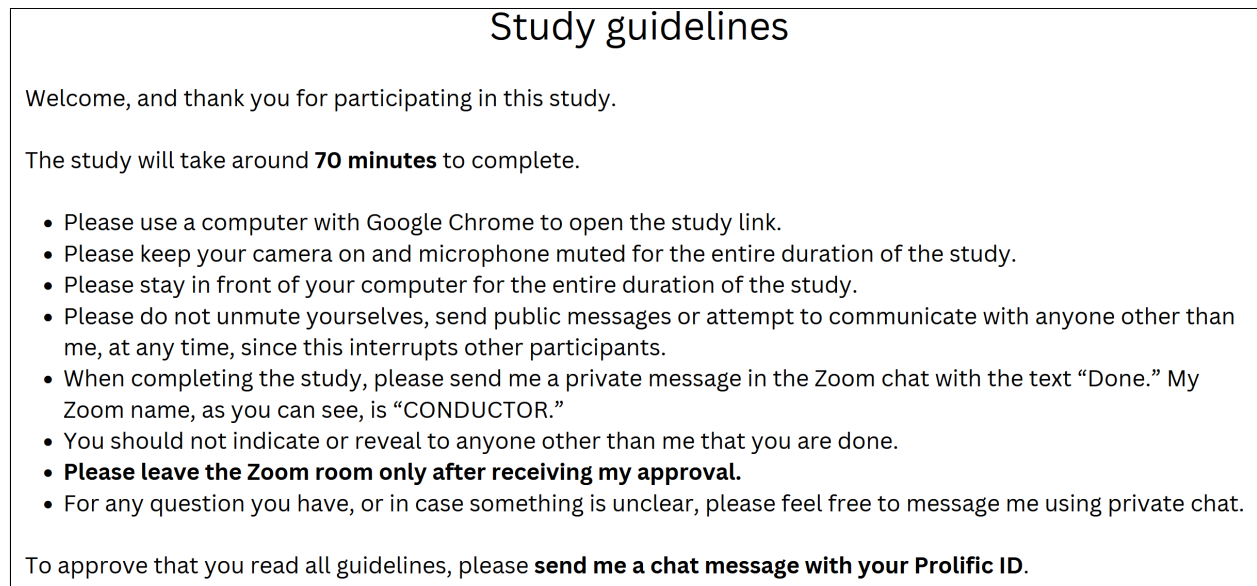 Study guidelines
Welcome, and thank you for participating in this study.
The study will take around 70 minutes to complete.
• Please use a computer with Google Chrome to open the study link.
• Please keep your camera on and microphone muted for the entire duration of the study.
• Please stay in front of your computer for the entire duration of the study.
• Please do not unmute yourselves, send public messages or attempt to communicate with anyone other than
me, at any time, since this interrupts other participants.
• When completing the study, please send me a private message in the Zoom chat with the text “Done.” My
Zoom name, as you can see, is “CONDUCTOR.”
• You should not indicate or reveal to anyone other than me that you are done.
• Please leave the Zoom room only after receiving my approval.
• For any question you have, or in case something is unclear, please feel free to message me using private chat.
To approve that you read all guidelines, please send me a chat message with your Prolific ID.